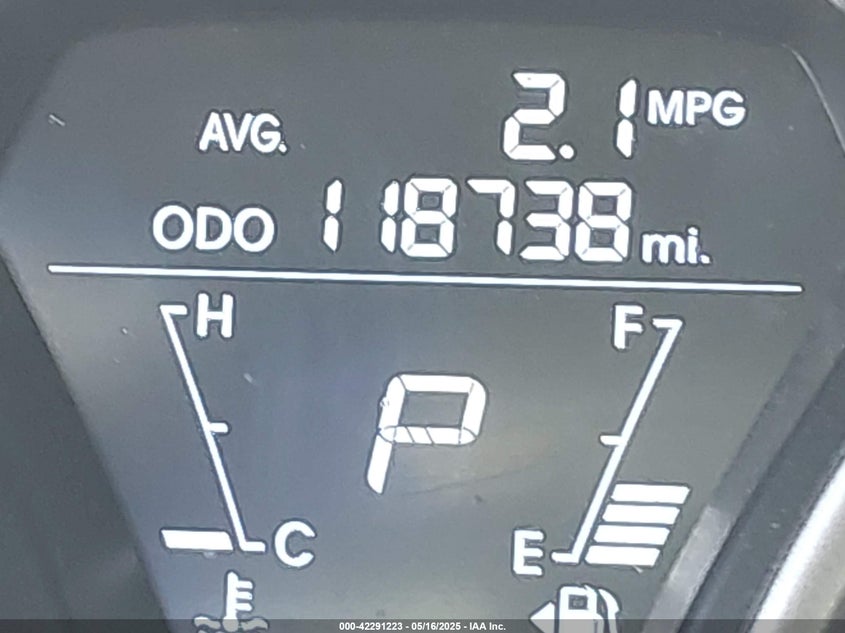 AVG. 2.1 MPG
ODO 118738 mi.
H F
P
C E
000-42291223 - 05/16/2025 - IAA Inc.